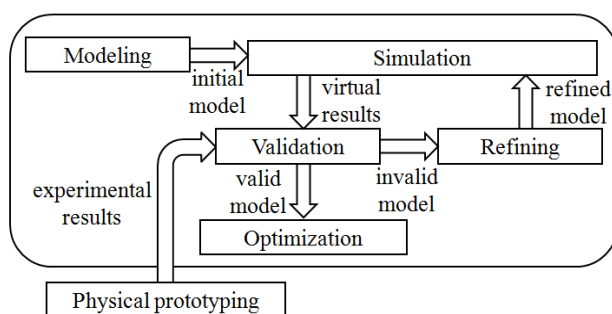 Modeling
initial
model
Simulation
virtual
results
refined
model
Validation
Refining
experimental
results
valid
model
invalid
model
Optimization
Physical prototyping